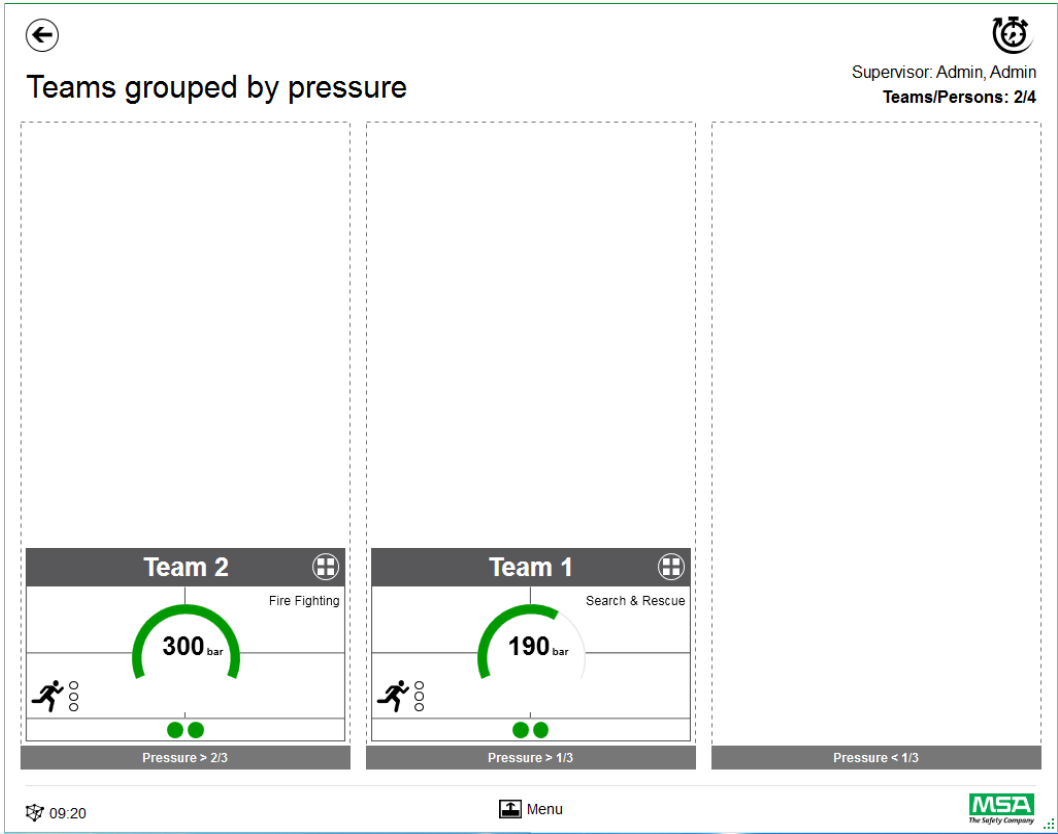 Supervisor: Admin, Admin
Teams grouped by pressure
Teams/Persons: 2/4
Team 2
Fire Fighting
300 bar
Pressure > 2/3
Team 1
Search & Rescue
190 bar
Pressure > 1/3
Pressure < 1/3
09:20
Menu
MSA
The Safety Company